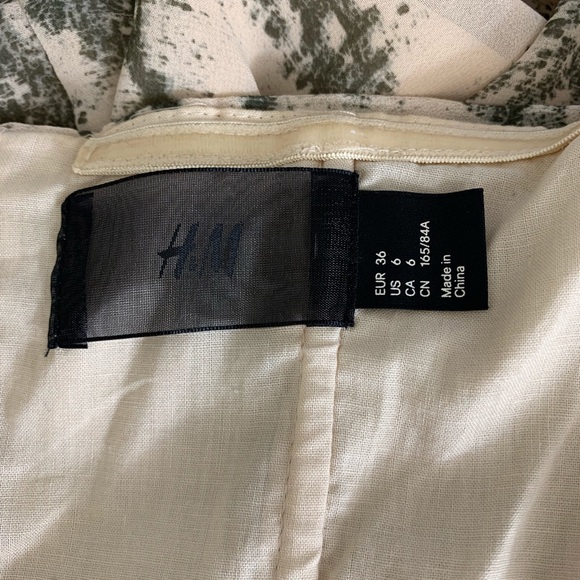 H&M
EUR 36
US 6
CA 6
CN 165/84A
Made in
China